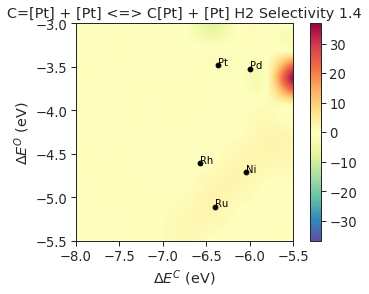 C=[Pt] + [Pt] <=> C[Pt] + [Pt] H2 Selectivity 1.4
−3.0
−3.5
−4.0
−4.5
−5.0
−5.5
ΔE^O (eV)
Pt
Pd
Rh
Ni
Ru
−8.0 −7.5 −7.0 −6.5 −6.0 −5.5
ΔE^C (eV)
30
20
10
0
−10
−20
−30